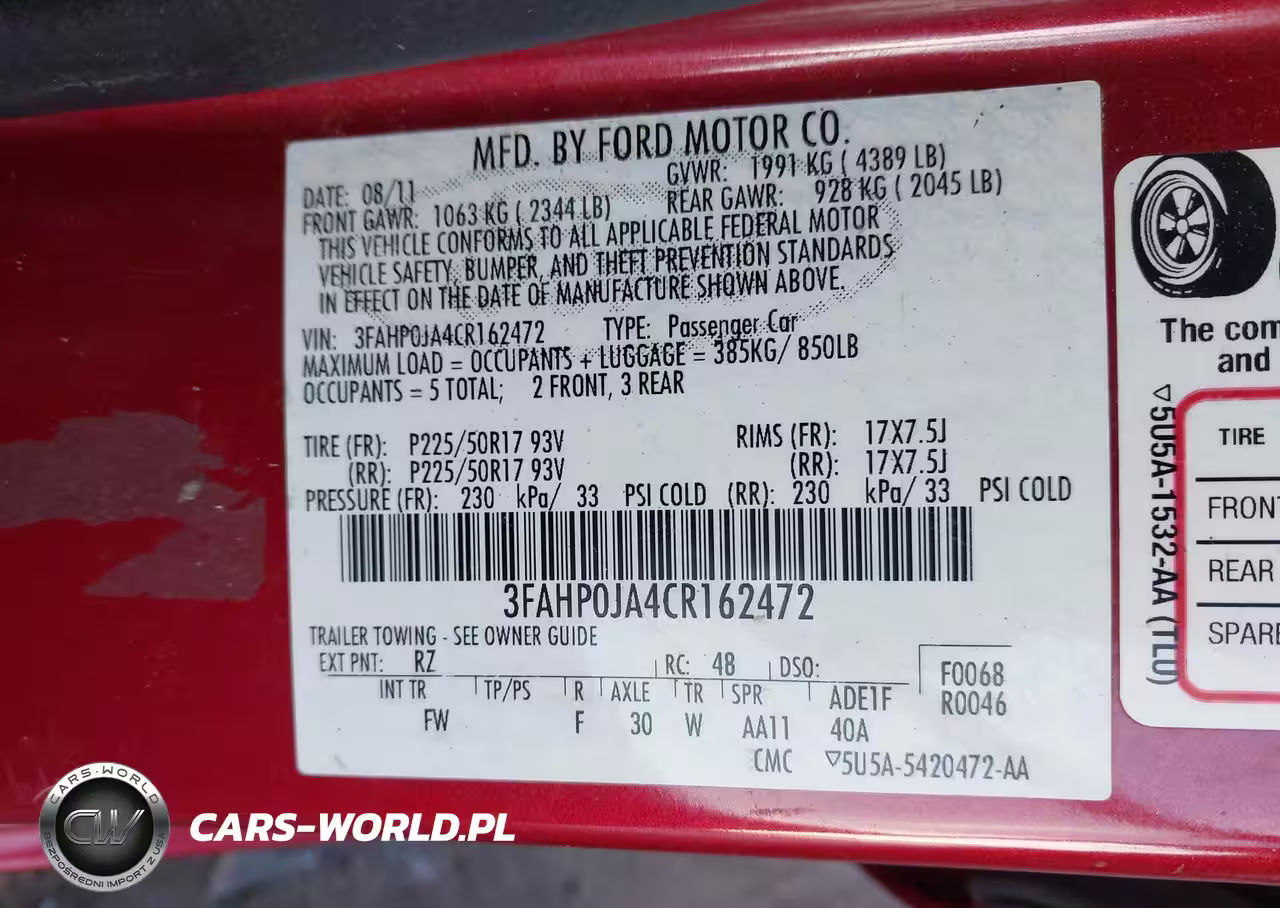 MFD. BY FORD MOTOR CO.
DATE: 08/11 GVWR: 1991 KG ( 4389 LB)
FRONT GAWR: 1063 KG ( 2344 LB) REAR GAWR: 928 KG ( 2045 LB)
THIS VEHICLE CONFORMS TO ALL APPLICABLE FEDERAL MOTOR
VEHICLE SAFETY, BUMPER, AND THEFT PREVENTION STANDARDS
IN EFFECT ON THE DATE OF MANUFACTURE SHOWN ABOVE.
VIN: 3FAHP0JA4CR162472 TYPE: Passenger Car
MAXIMUM LOAD = OCCUPANTS + LUGGAGE = 385KG/ 850LB
OCCUPANTS = 5 TOTAL; 2 FRONT, 3 REAR
TIRE (FR): P225/50R17 93V RIMS (FR): 17X7.5J
(RR): P225/50R17 93V (RR): 17X7.5J
PRESSURE (FR): 230 kPa/ 33 PSI COLD (RR): 230 kPa/ 33 PSI COLD
3FAHP0JA4CR162472
TRAILER TOWING - SEE OWNER GUIDE
EXT PNT: RZ RC: 48 DSO:
INT TR TP/PS R AXLE TR SPR ADE1F
FW F 30 W AA11 40A
F0068
R0046
CMC ▽5U5A-5420472-AA
The com
and
▽5U5A-1532-AA (TLU)
TIRE
FRONT
REAR
SPARE
CARS-WORLD
CW
BEZPOŚREDNI IMPORT Z USA
CARS-WORLD.PL